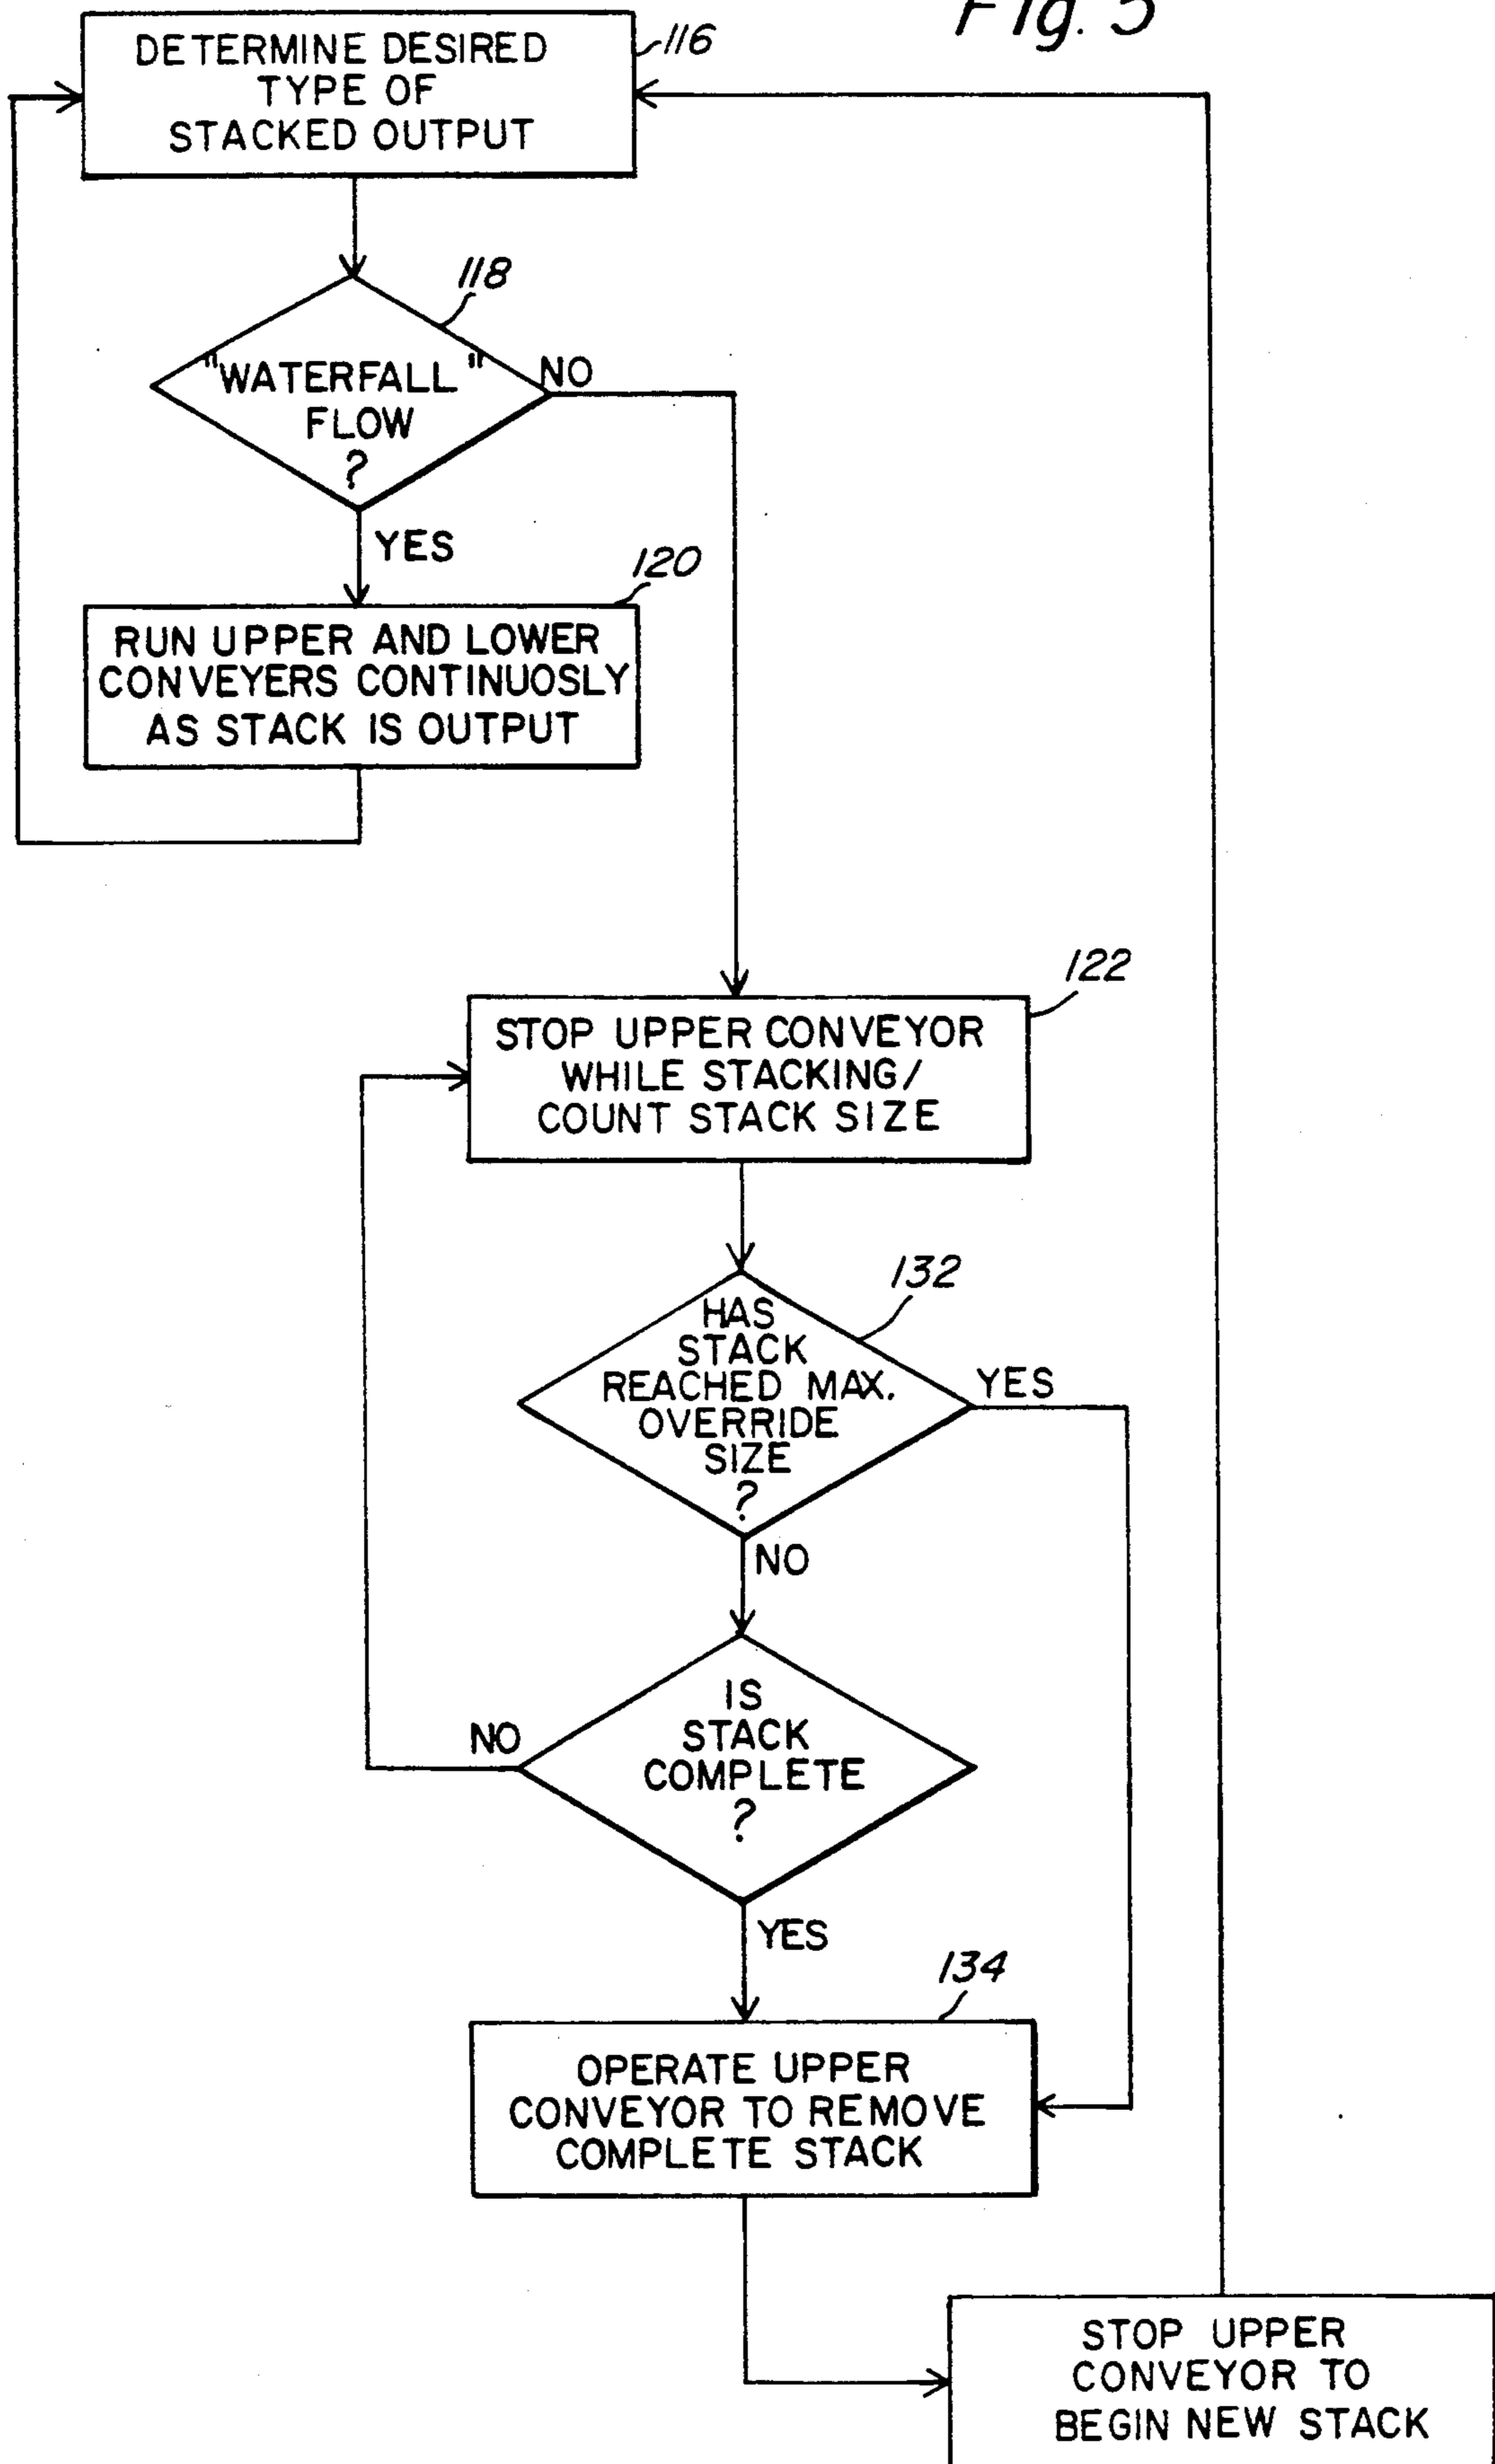 Fig. 5
DETERMINE DESIRED
TYPE OF
STACKED OUTPUT
116
118
"WATERFALL"
FLOW
?
NO
YES
120
RUN UPPER AND LOWER
CONVEYERS CONTINUOSLY
AS STACK IS OUTPUT
122
STOP UPPER CONVEYOR
WHILE STACKING/
COUNT STACK SIZE
132
HAS
STACK
REACHED MAX.
OVERRIDE
SIZE
?
YES
NO
IS
STACK
COMPLETE
?
NO
YES
134
OPERATE UPPER
CONVEYOR TO REMOVE
COMPLETE STACK
STOP UPPER
CONVEYOR TO
BEGIN NEW STACK